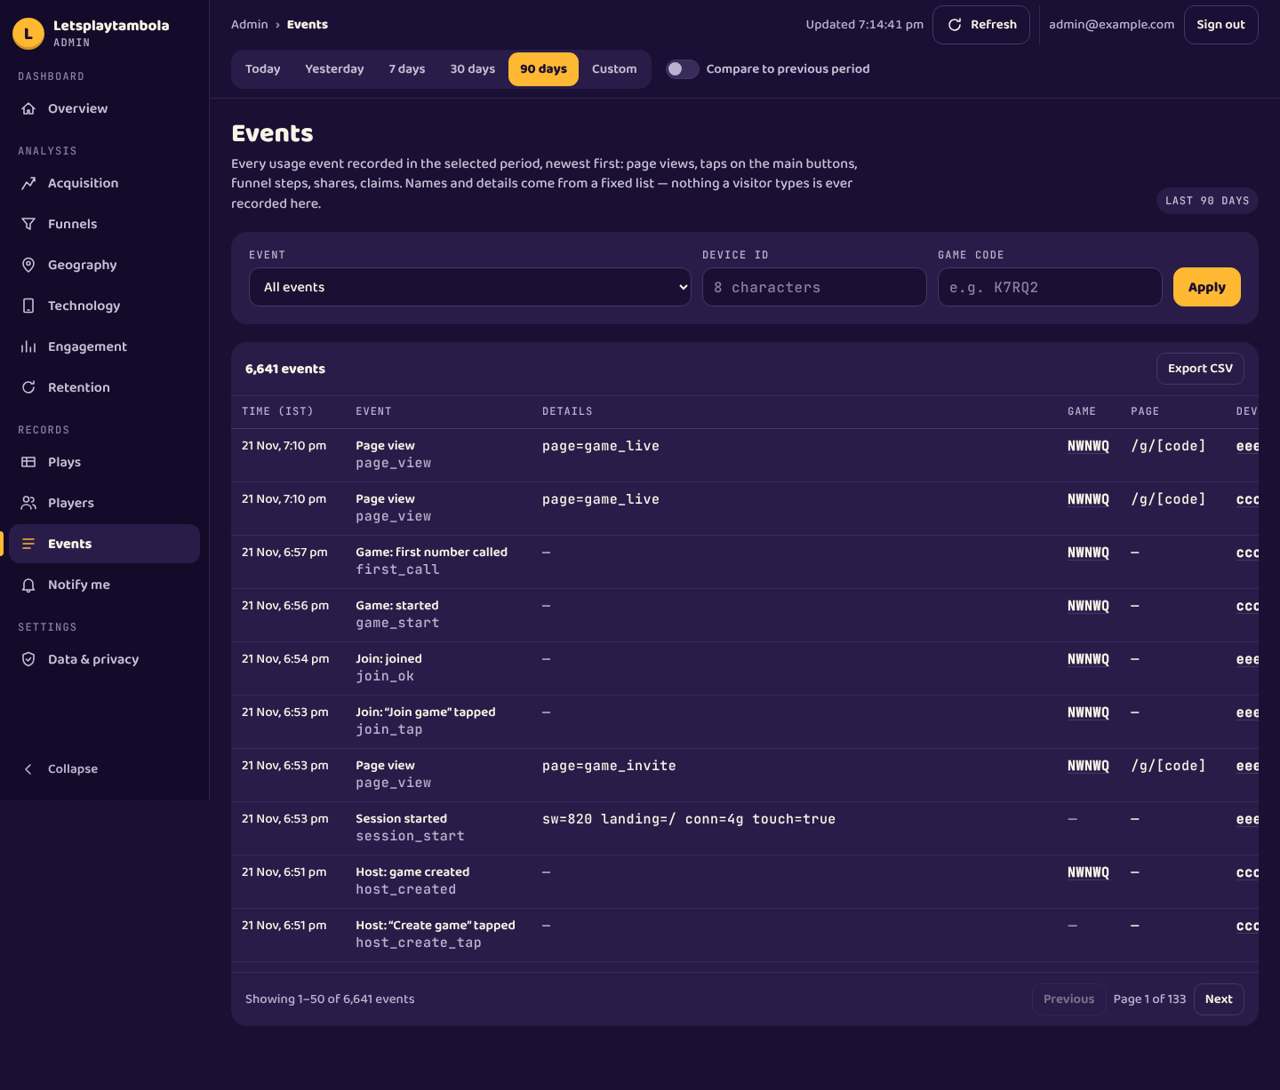 L
Letsplaytambola
ADMIN
DASHBOARD
Overview
ANALYSIS
Acquisition
Funnels
Geography
Technology
Engagement
Retention
RECORDS
Plays
Players
Events
Notify me
SETTINGS
Data & privacy
Collapse
Admin › Events
Updated 7:14:41 pm
Refresh
admin@example.com
Sign out
Today Yesterday 7 days 30 days 90 days Custom
Compare to previous period
Events
Every usage event recorded in the selected period, newest first: page views, taps on the main buttons,
funnel steps, shares, claims. Names and details come from a fixed list — nothing a visitor types is ever
recorded here.
LAST 90 DAYS
EVENT DEVICE ID GAME CODE
All events 8 characters e.g. K7RQ2 Apply
6,641 events Export CSV
TIME (IST) EVENT DETAILS GAME PAGE DEV
21 Nov, 7:10 pm Page view page=game_live NWNWQ /g/[code] eee
page_view
21 Nov, 7:10 pm Page view page=game_live NWNWQ /g/[code] ccc
page_view
21 Nov, 6:57 pm Game: first number called — NWNWQ — ccc
first_call
21 Nov, 6:56 pm Game: started — NWNWQ — ccc
game_start
21 Nov, 6:54 pm Join: joined — NWNWQ — eee
join_ok
21 Nov, 6:53 pm Join: “Join game” tapped — NWNWQ — eee
join_tap
21 Nov, 6:53 pm Page view page=game_invite NWNWQ /g/[code] eee
page_view
21 Nov, 6:53 pm Session started sw=820 landing=/ conn=4g touch=true — — eee
session_start
21 Nov, 6:51 pm Host: game created — NWNWQ — ccc
host_created
21 Nov, 6:51 pm Host: “Create game” tapped — — — ccc
host_create_tap
Showing 1–50 of 6,641 events Previous Page 1 of 133 Next